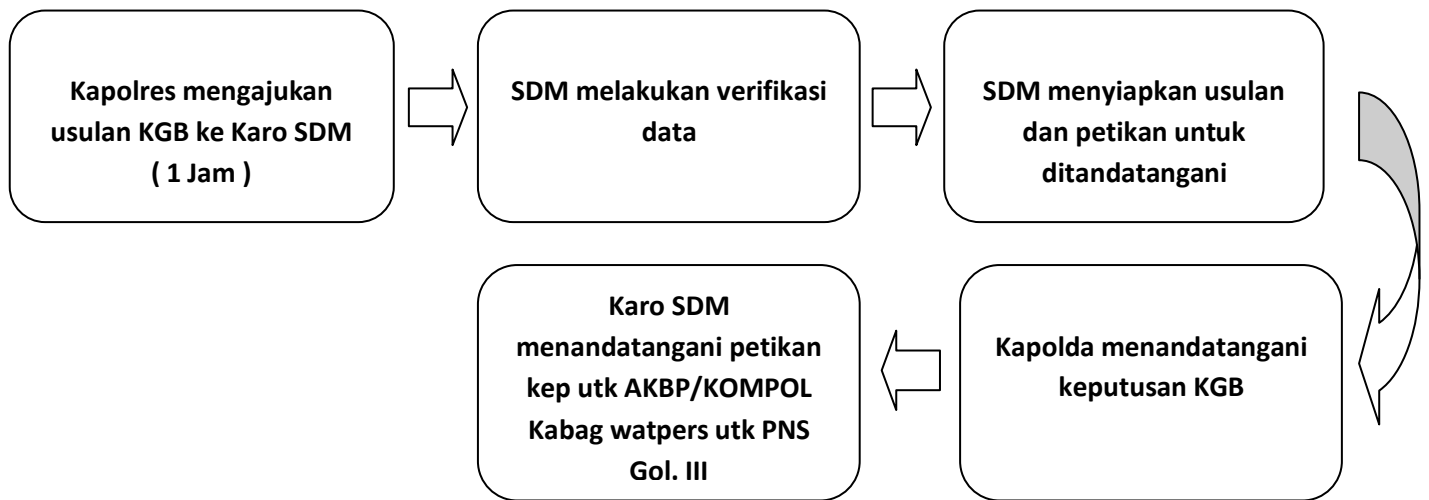 Kapolres mengajukan
usulan KGB ke Karo SDM
( 1 Jam )
SDM melakukan verifikasi
data
SDM menyiapkan usulan
dan petikan untuk
ditandatangani
Kapolda menandatangani
keputusan KGB
Karo SDM
menandatangani petikan
kep utk AKBP/KOMPOL
Kabag watpers utk PNS
Gol. III